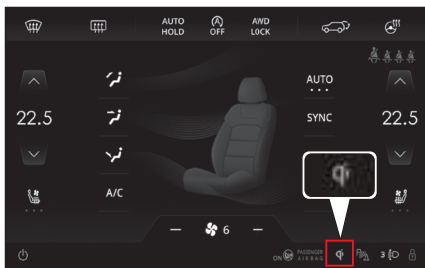 AUTO
HOLD
OFF
AWD
LOCK
AUTO
22.5
SYNC
22.5
A/C
6
ON
PASSENGER
AIRBAG
3